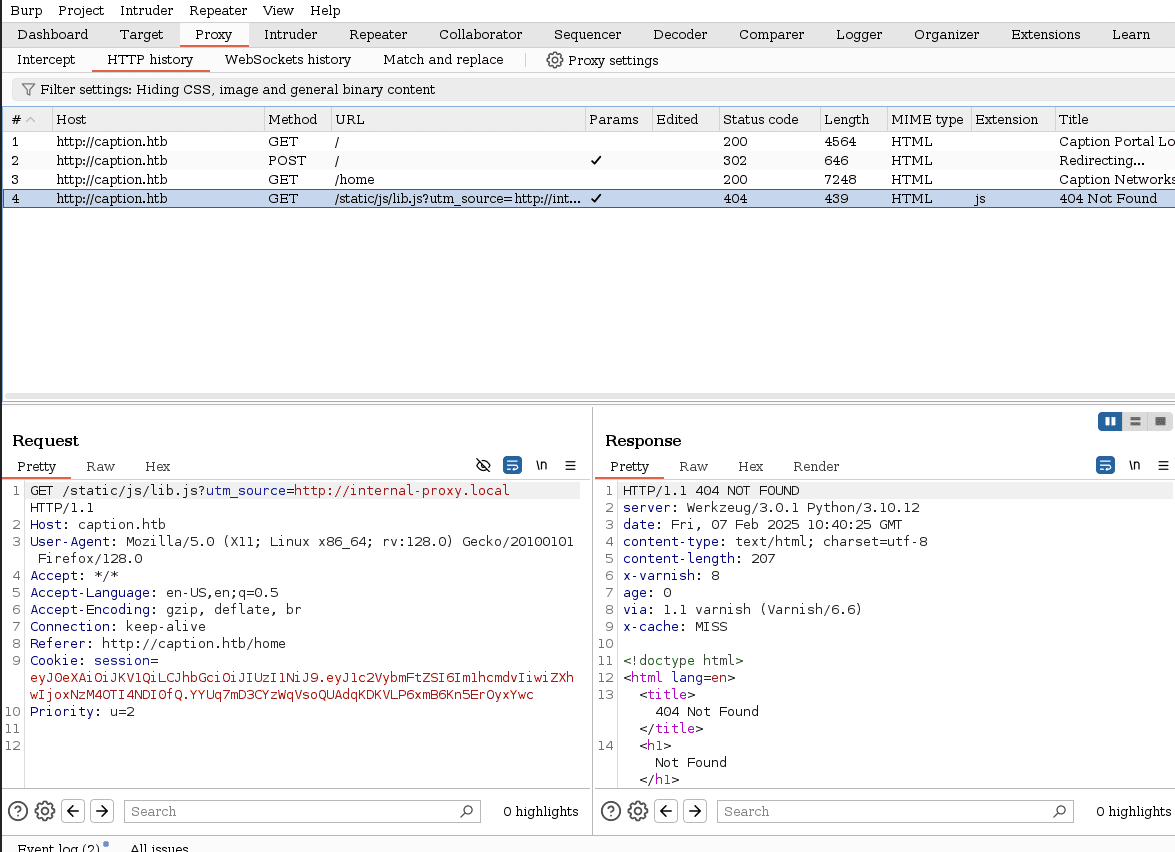 Burp Project Intruder Repeater View Help
Dashboard Target Proxy Intruder Repeater Collaborator Sequencer Decoder Comparer Logger Organizer Extensions Learn
Intercept HTTP history WebSockets history Match and replace Proxy settings
Filter settings: Hiding CSS, image and general binary content
# Host Method URL Params Edited Status code Length MIME type Extension Title
1 http://caption.htb GET / 200 4564 HTML Caption Portal Lo
2 http://caption.htb POST / ✓ 302 646 HTML Redirecting...
3 http://caption.htb GET /home 200 7248 HTML Caption Networks
4 http://caption.htb GET /static/js/lib.js?utm_source=http://int... ✓ 404 439 HTML js 404 Not Found
Request
Pretty Raw Hex
\n
1 GET /static/js/lib.js?utm_source=http://internal-proxy.local
HTTP/1.1
2 Host: caption.htb
3 User-Agent: Mozilla/5.0 (X11; Linux x86_64; rv:128.0) Gecko/20100101
Firefox/128.0
4 Accept: */*
5 Accept-Language: en-US,en;q=0.5
6 Accept-Encoding: gzip, deflate, br
7 Connection: keep-alive
8 Referer: http://caption.htb/home
9 Cookie: session=
eyJ0eXAiOiJKV1QiLCJhbGciOiJIUzI1NiJ9.eyJ1c2VybmFtZSI6Im1hcmdvIiwiZXh
wIjoxNzM4OTI4NDI0fQ.YYUq7mD3CYzWqVsoQUAdqKDKVLP6xmB6Kn5ErOyxYwc
10 Priority: u=2
11
12
Search
0 highlights
Response
Pretty Raw Hex Render
\n
1 HTTP/1.1 404 NOT FOUND
2 server: Werkzeug/3.0.1 Python/3.10.12
3 date: Fri, 07 Feb 2025 10:40:25 GMT
4 content-type: text/html; charset=utf-8
5 content-length: 207
6 x-varnish: 8
7 age: 0
8 via: 1.1 varnish (Varnish/6.6)
9 x-cache: MISS
10
11 <!doctype html>
12 <html lang=en>
13 <title>
404 Not Found
</title>
14 <h1>
Not Found
</h1>
Search
0 highlights
Event log (2) All issues